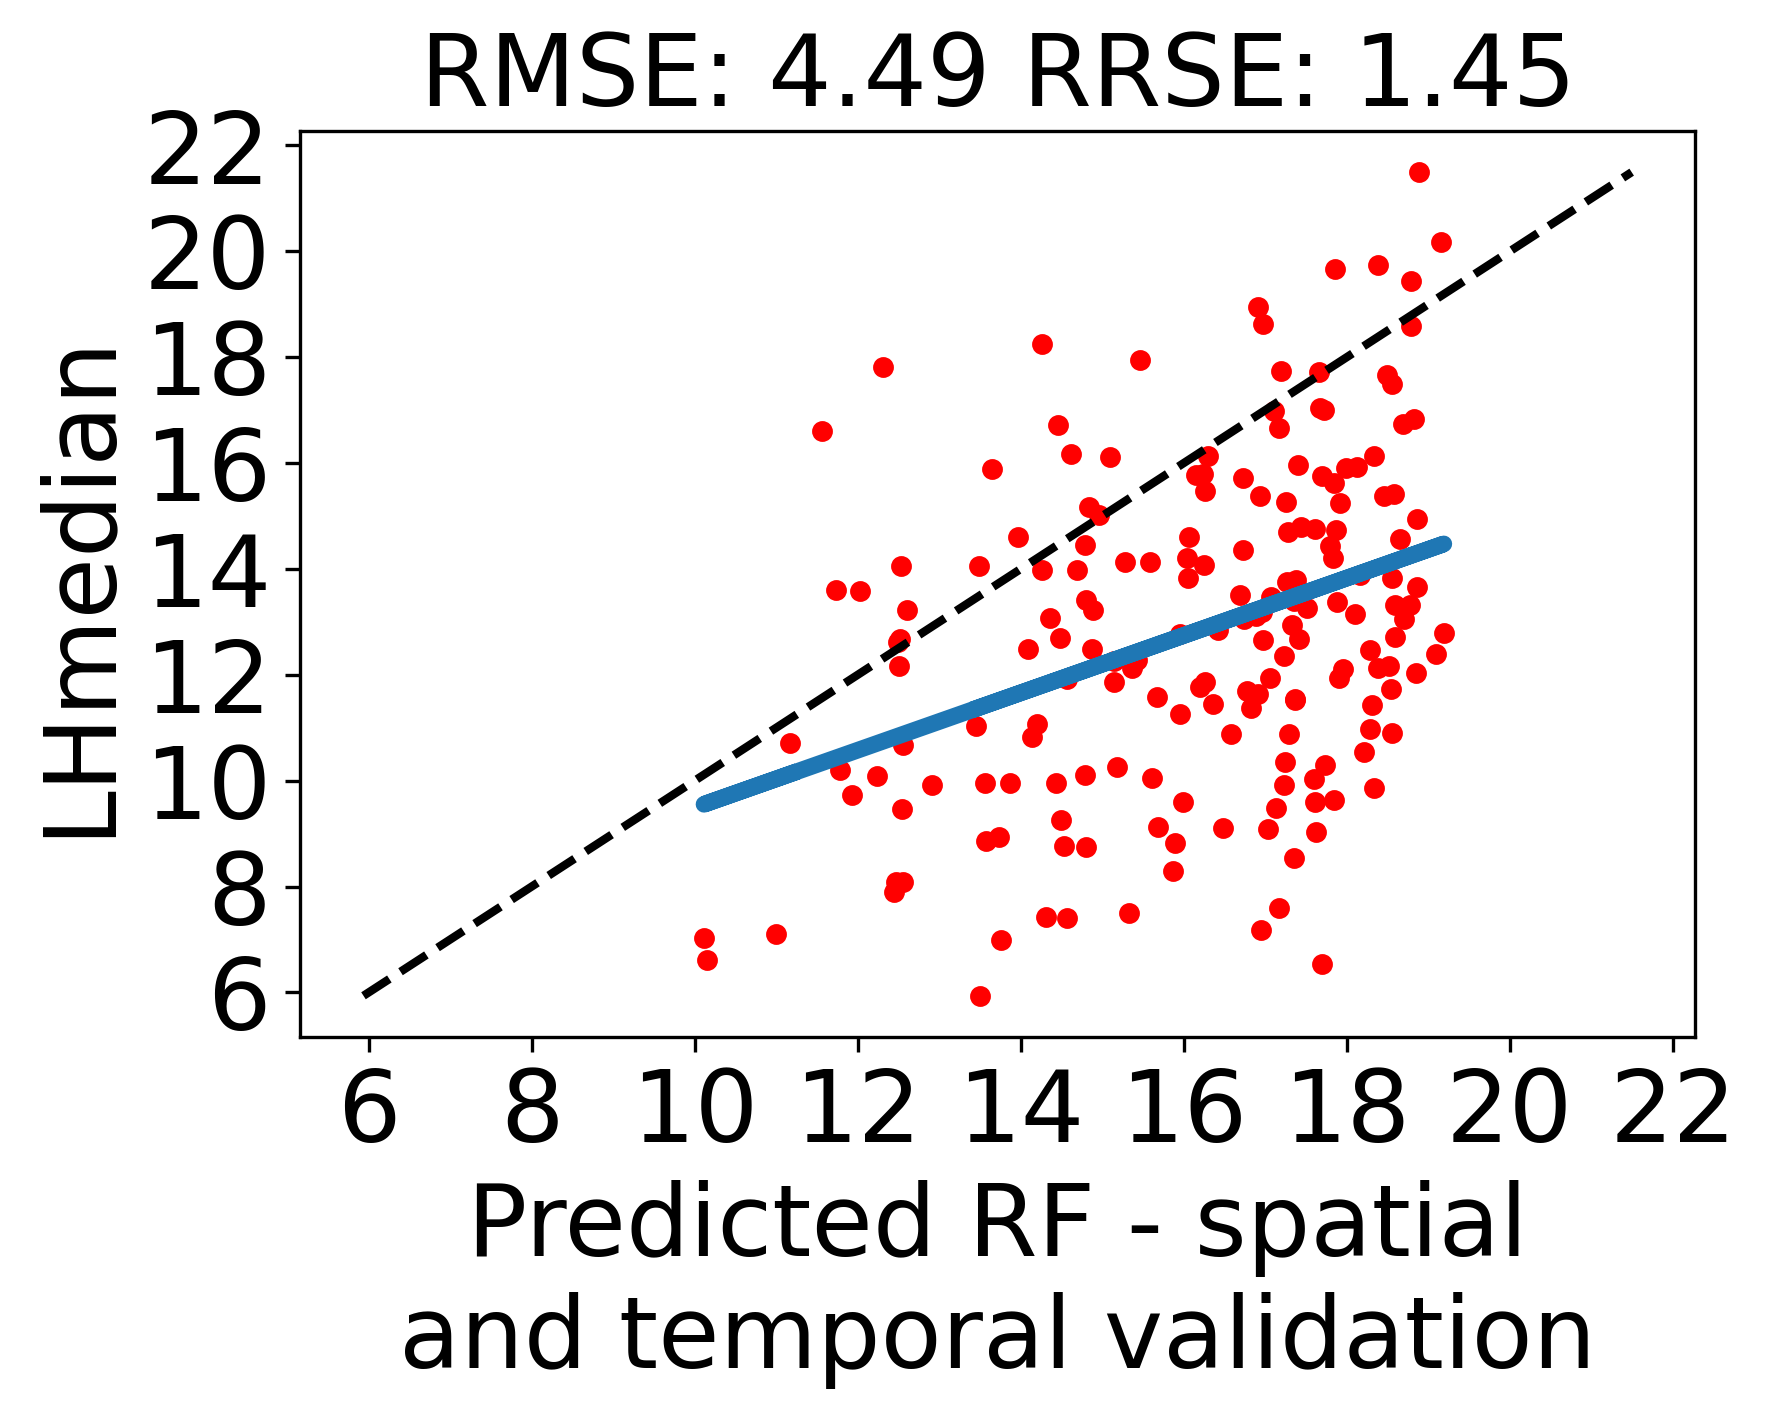 RMSE: 4.49 RRSE: 1.45
LHmedian
22
20
18
16
14
12
10
8
6
6 8 10 12 14 16 18 20 22
Predicted RF - spatial
and temporal validation